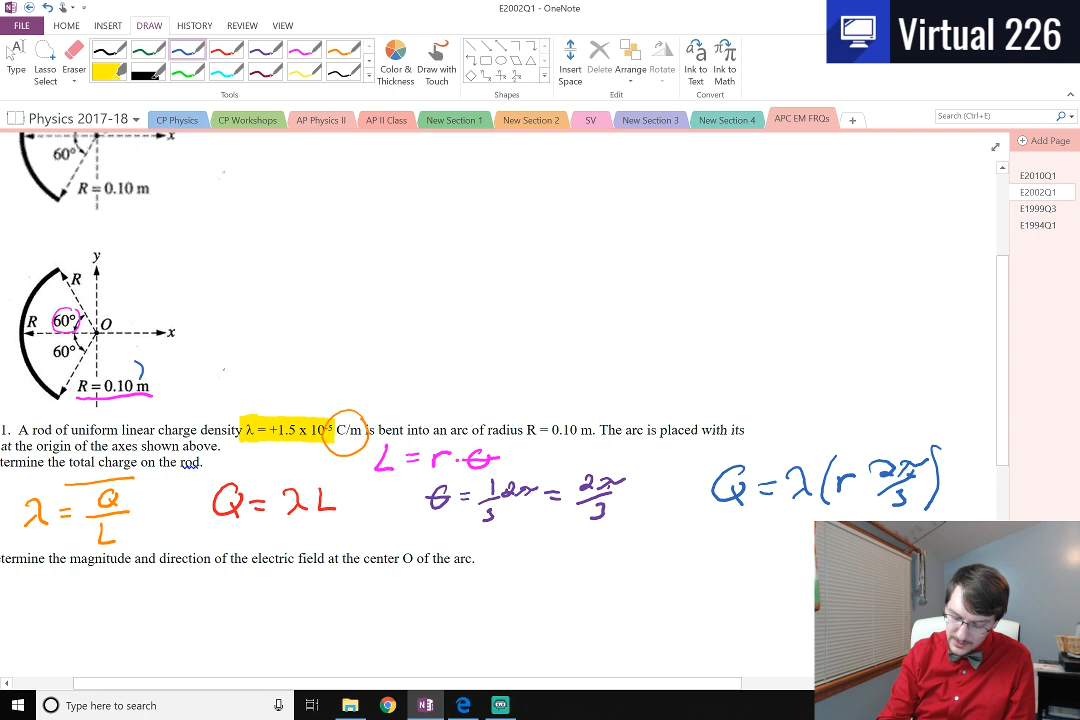 E2002Q1 - OneNote
Virtual 226
FILE HOME INSERT DRAW HISTORY REVIEW VIEW
Type Lasso Select Eraser
Color & Thickness Draw with Touch
Insert Space Delete Arrange Rotate
Ink to Text Ink to Math
Tools Shapes Edit Convert
Physics 2017-18 CP Physics CP Workshops AP Physics II AP II Class New Section 1 New Section 2 SV New Section 3 New Section 4 APC EM FRQs
Search (Ctrl+E)
Add Page
E2010Q1
E2002Q1
E1999Q3
E1994Q1
x
60°
R = 0.10 m
y
R
R 60° O
x
60°
R = 0.10 m
1. A rod of uniform linear charge density λ = +1.5 x 10-5 C/m is bent into an arc of radius R = 0.10 m. The arc is placed with its
at the origin of the axes shown above.
termine the total charge on the rod.
L = r·θ
λ = Q/L
Q = λL
θ = 1/3 2π = 2π/3
Q = λ(r 2π/3)
etermine the magnitude and direction of the electric field at the center O of the arc.
Type here to search